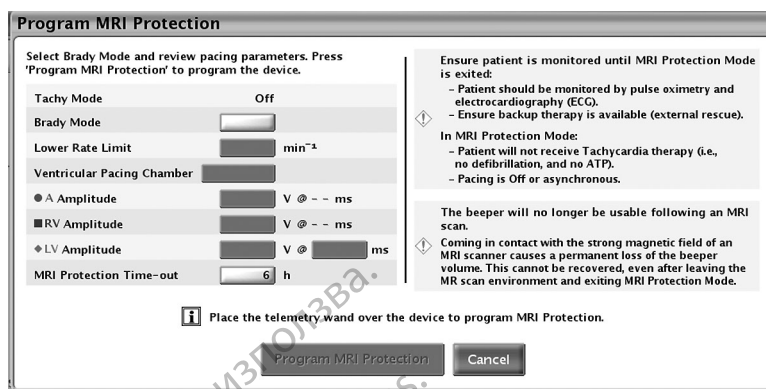 Program MRI Protection
Select Brady Mode and review pacing parameters. Press
'Program MRI Protection' to program the device.
Tachy Mode Off
Brady Mode
Lower Rate Limit min⁻¹
Ventricular Pacing Chamber
A Amplitude V @ - - ms
RV Amplitude V @ - - ms
LV Amplitude V @ ms
MRI Protection Time-out 6 h
Ensure patient is monitored until MRI Protection Mode
is exited:
- Patient should be monitored by pulse oximetry and
electrocardiography (ECG).
- Ensure backup therapy is available (external rescue).
In MRI Protection Mode:
- Patient will not receive Tachycardia therapy (i.e.,
no defibrillation, and no ATP).
- Pacing is Off or asynchronous.
The beeper will no longer be usable following an MRI
scan.
Coming in contact with the strong magnetic field of an
MRI scanner causes a permanent loss of the beeper
volume. This cannot be recovered, even after leaving the
MR scan environment and exiting MRI Protection Mode.
Place the telemetry wand over the device to program MRI Protection.
Program MRI Protection Cancel